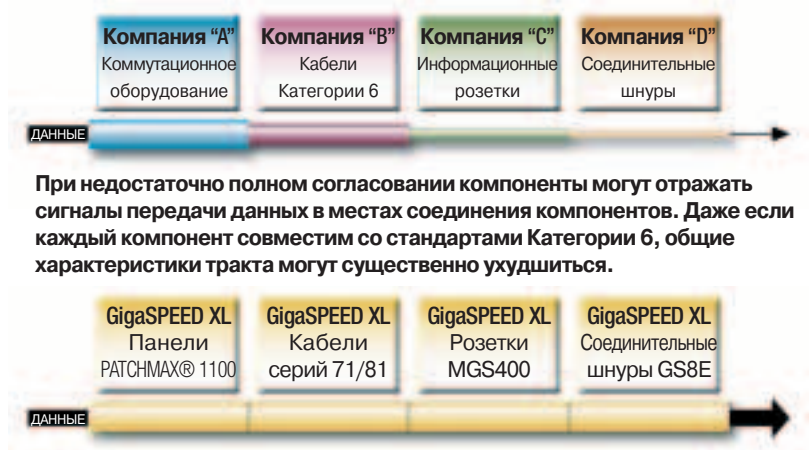 Компания “A” Компания “B” Компания “C” Компания “D”
Коммутационное Кабели Информационные Соединительные
оборудование Категории 6 розетки шнуры
ДАННЫЕ
При недостаточно полном согласовании компоненты могут отражать
сигналы передачи данных в местах соединения компонентов. Даже если
каждый компонент совместим со стандартами Категории 6, общие
характеристики тракта могут существенно ухудшиться.
GigaSPEED XL GigaSPEED XL GigaSPEED XL GigaSPEED XL
Панели Кабели Розетки Соединительные
PATCHMAX® 1100 серий 71/81 MGS400 шнуры GS8E
ДАННЫЕ